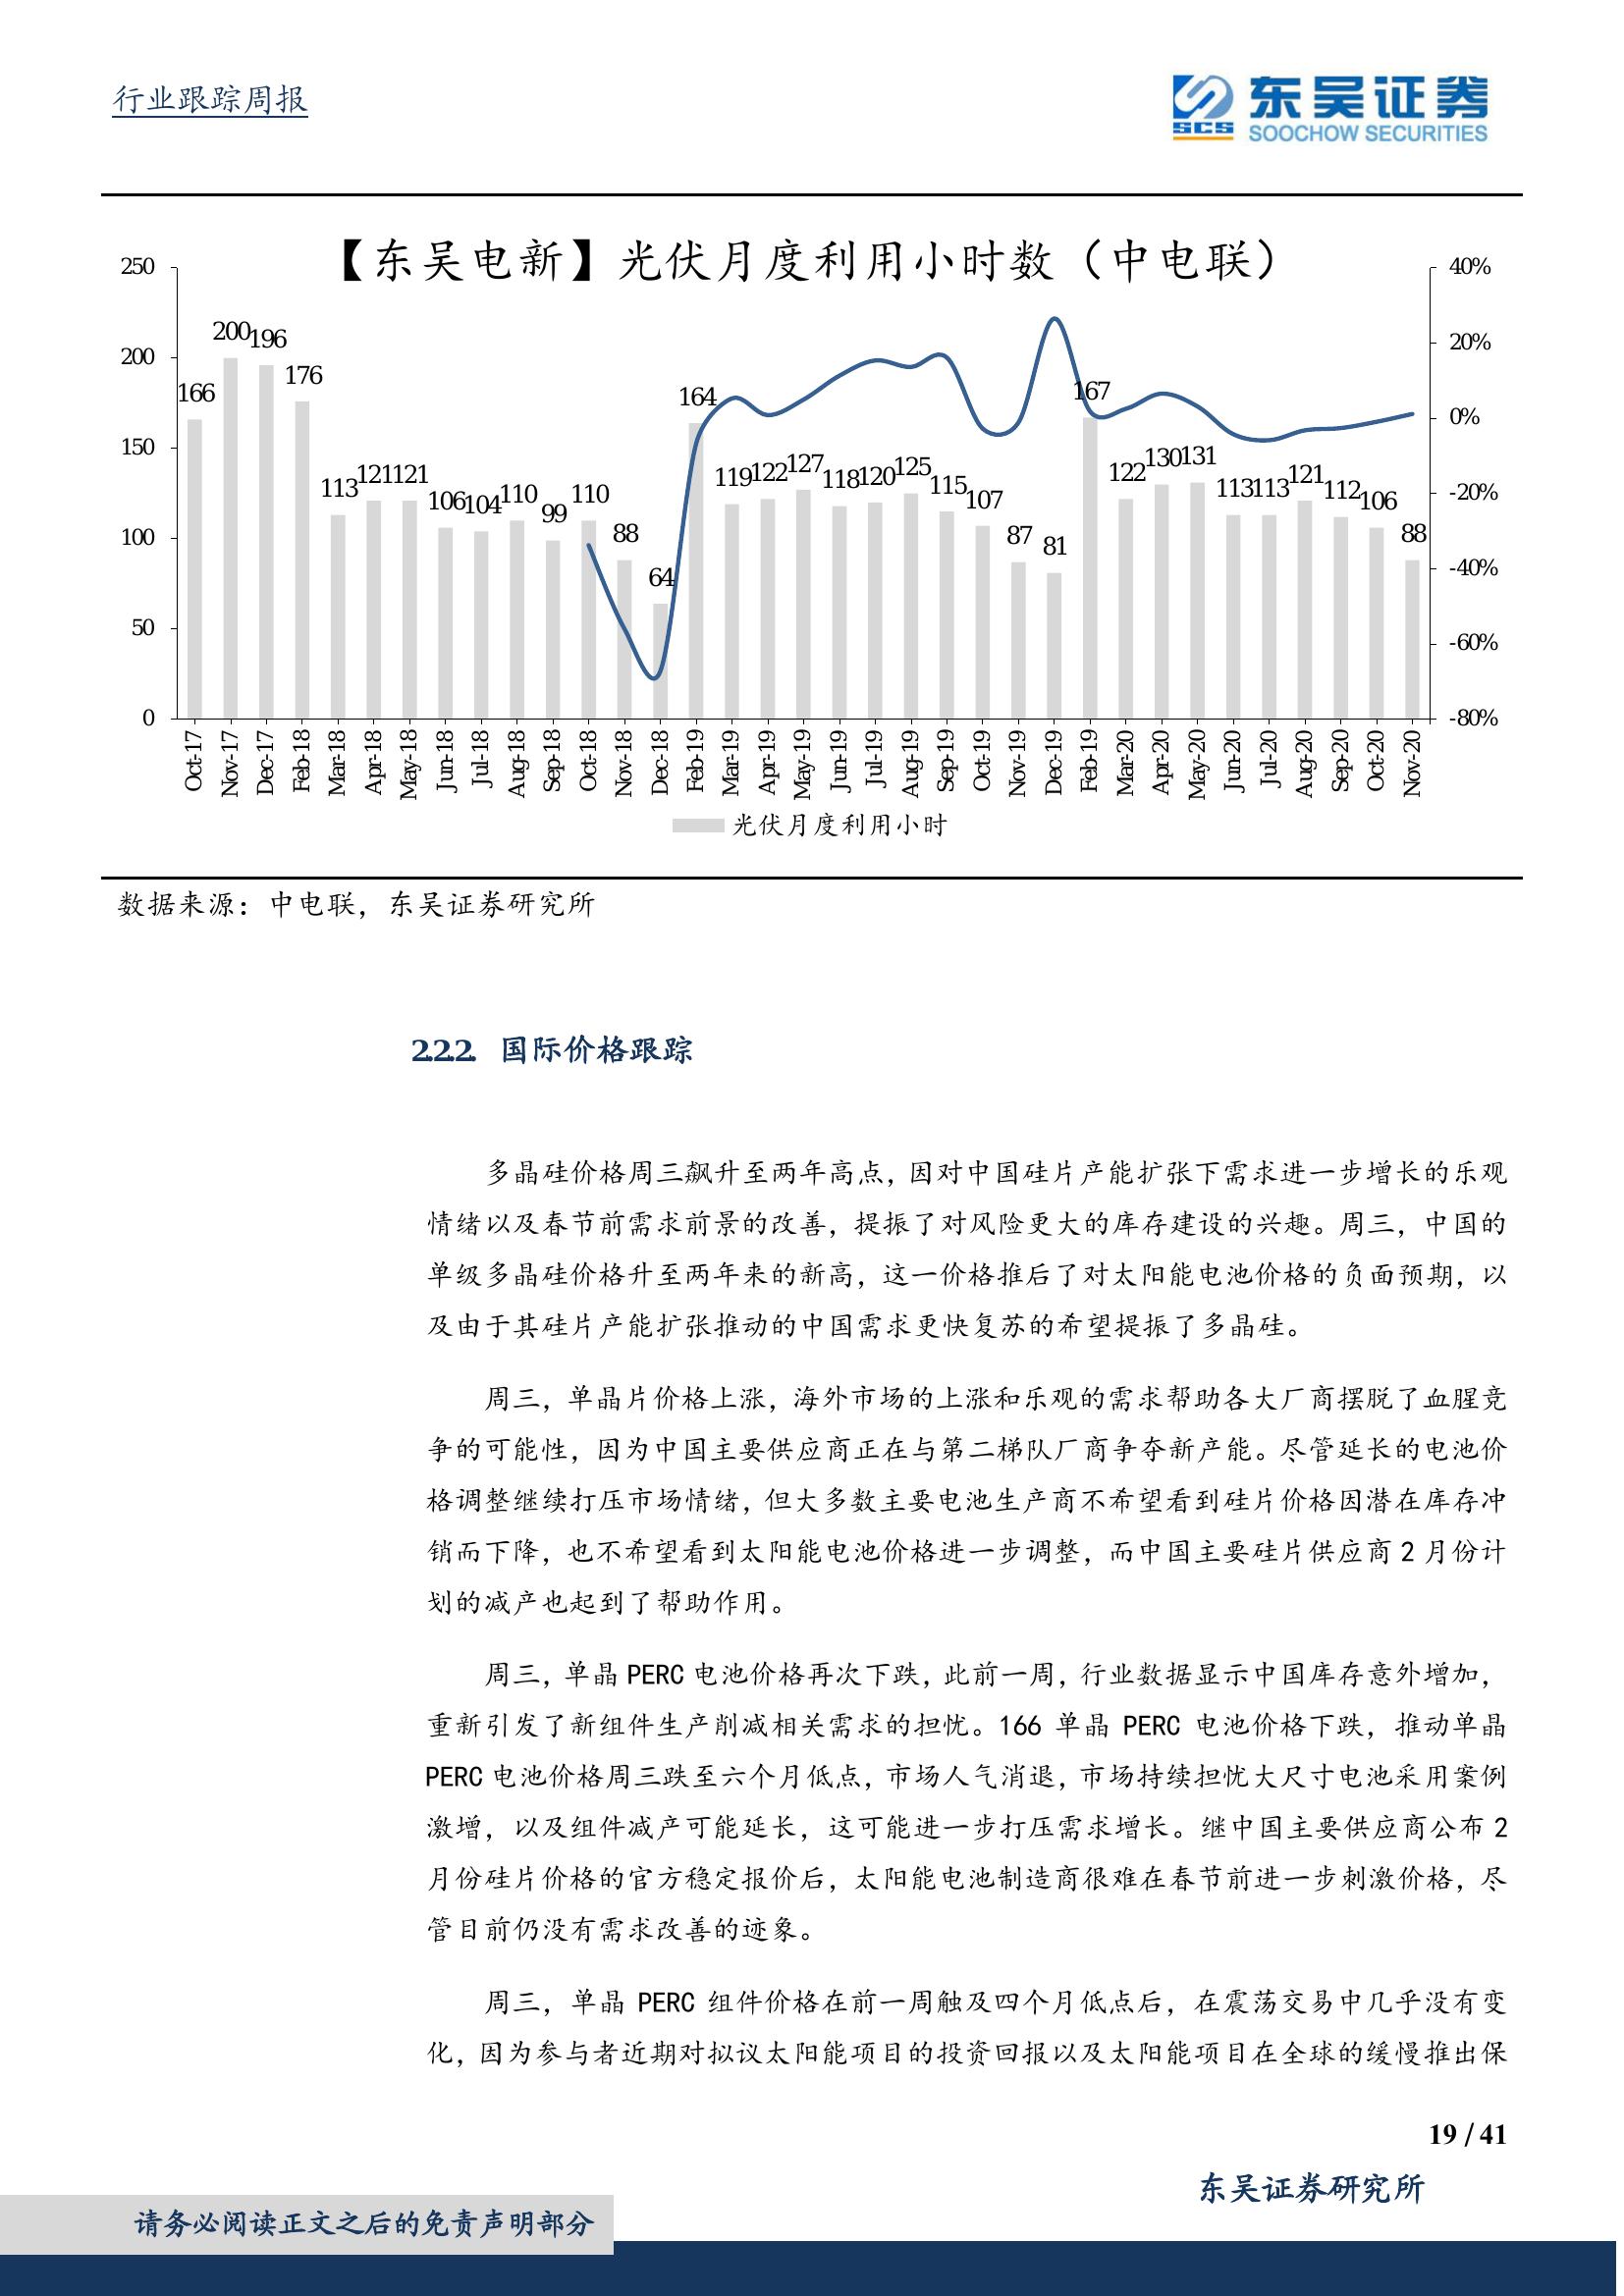 行业跟踪周报
SCS 东吴证券
SOOCHOW SECURITIES
【东吴电新】光伏月度利用小时数（中电联）
250
200
150
100
50
0
40%
20%
0%
-20%
-40%
-60%
-80%
166 200 196 176 113 121 121 106 104 110 99 110 88 64 164 119 122 127 118 120 125 115 107 87 81 167 122 130 131 113 113 121 112 106 88
Oct-17 Nov-17 Dec-17 Feb-18 Mar-18 Apr-18 May-18 Jun-18 Jul-18 Aug-18 Sep-18 Oct-18 Nov-18 Dec-18 Feb-19 Mar-19 Apr-19 May-19 Jun-19 Jul-19 Aug-19 Sep-19 Oct-19 Nov-19 Dec-19 Feb-19 Mar-20 Apr-20 May-20 Jun-20 Jul-20 Aug-20 Sep-20 Oct-20 Nov-20
光伏月度利用小时
数据来源：中电联，东吴证券研究所
2.2.2. 国际价格跟踪
多晶硅价格周三飙升至两年高点，因对中国硅片产能扩张下需求进一步增长的乐观
情绪以及春节前需求前景的改善，提振了对风险更大的库存建设的兴趣。周三，中国的
单级多晶硅价格升至两年来的新高，这一价格推后了对太阳能电池价格的负面预期，以
及由于其硅片产能扩张推动的中国需求更快复苏的希望提振了多晶硅。
周三，单晶片价格上涨，海外市场的上涨和乐观的需求帮助各大厂商摆脱了血腥竞
争的可能性，因为中国主要供应商正在与第二梯队厂商争夺新产能。尽管延长的电池价
格调整继续打压市场情绪，但大多数主要电池生产商不希望看到硅片价格因潜在库存冲
销而下降，也不希望看到太阳能电池价格进一步调整，而中国主要硅片供应商 2 月份计
划的减产也起到了帮助作用。
周三，单晶 PERC 电池价格再次下跌，此前一周，行业数据显示中国库存意外增加，
重新引发了新组件生产削减相关需求的担忧。166 单晶 PERC 电池价格下跌，推动单晶
PERC 电池价格周三跌至六个月低点，市场人气消退，市场持续担忧大尺寸电池采用案例
激增，以及组件减产可能延长，这可能进一步打压需求增长。继中国主要供应商公布 2
月份硅片价格的官方稳定报价后，太阳能电池制造商很难在春节前进一步刺激价格，尽
管目前仍没有需求改善的迹象。
周三，单晶 PERC 组件价格在前一周触及四个月低点后，在震荡交易中几乎没有变
化，因为参与者近期对拟议太阳能项目的投资回报以及太阳能项目在全球的缓慢推出保
19 / 41
东吴证券研究所
请务必阅读正文之后的免责声明部分